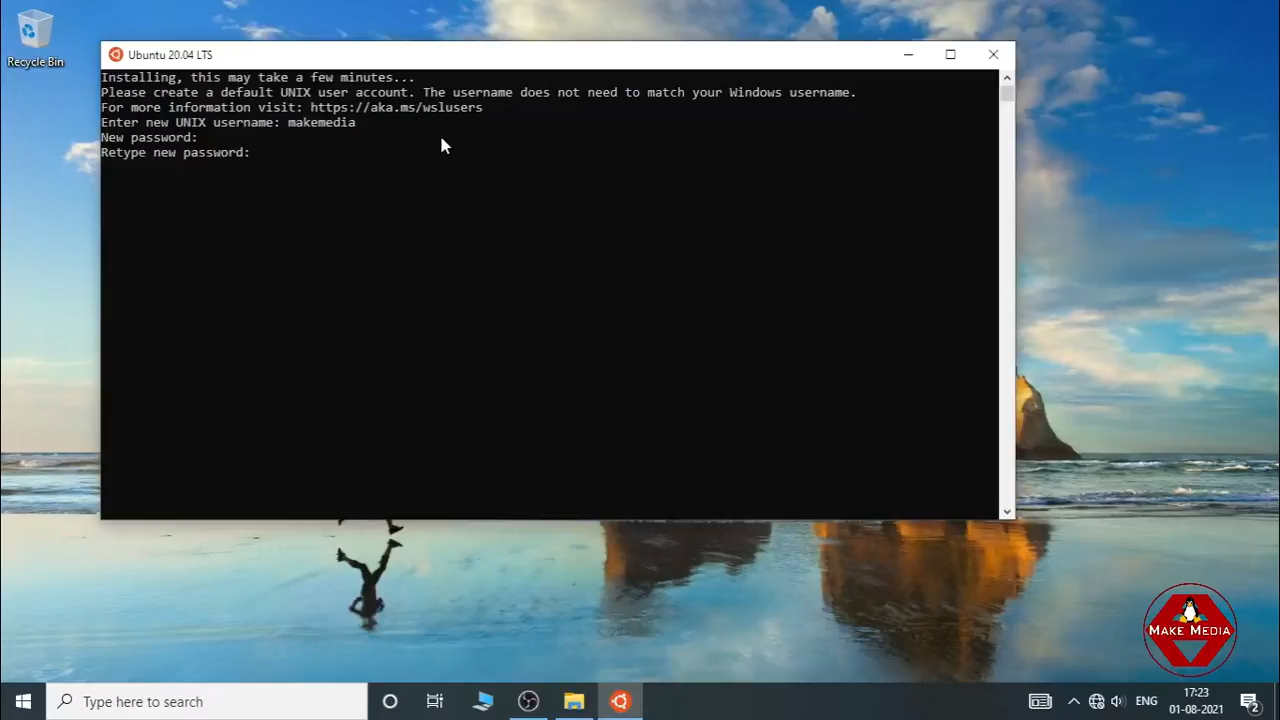 Recycle Bin
Ubuntu 20.04 LTS
Installing, this may take a few minutes...
Please create a default UNIX user account. The username does not need to match your Windows username.
For more information visit: https://aka.ms/wslusers
Enter new UNIX username: makemedia
New password:
Retype new password:
MAKE MEDIA
Type here to search
ENG
17:23
01-08-2021
2